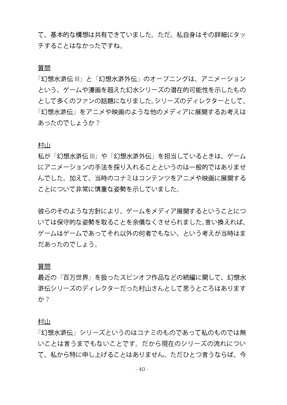 て、基本的な構想は共有できていました。ただ、私自身はその詳細にタッ
チすることはなかったですね。
質問
「幻想水滸伝 III」と「幻想水滸外伝」のオープニングは、アニメーション
という、ゲームや漫画を超えた幻水シリーズの潜在的可能性を示したもの
として多くのファンの話題になりました。シリーズのディレクターとして、
「幻想水滸伝」をアニメや映画のような他のメディアに展開するお考えは
あったのでしょうか？
村山
私が「幻想水滸伝 III」や「幻想水滸外伝」を担当しているときは、ゲーム
にアニメーションの手法を採り入れることというのは一般的ではありませ
んでした。加えて、当時のコナミはコンテンツをアニメや映画に展開する
ことについて非常に慎重な姿勢を示していました。
彼らのそのような方針により、ゲームをメディア展開するということにつ
いては保守的な姿勢を取ることを余儀なくさせられました。言い換えれば、
ゲームはゲームであってそれ以外の何者でもない、という考えが当時はま
だあったのでしょう。
質問
最近の「百万世界」を扱ったスピンオフ作品などの続編に関して、幻想水
滸伝シリーズのディレクターだった村山さんとして思うところはあります
か？
村山
「幻想水滸伝」シリーズというのはコナミのものであって私のものでは無
いことは言うまでもないことです。だから現在のシリーズの流れについ
て、私から特に申し上げることはありません。ただひとつ言うならば、今
- 40 -